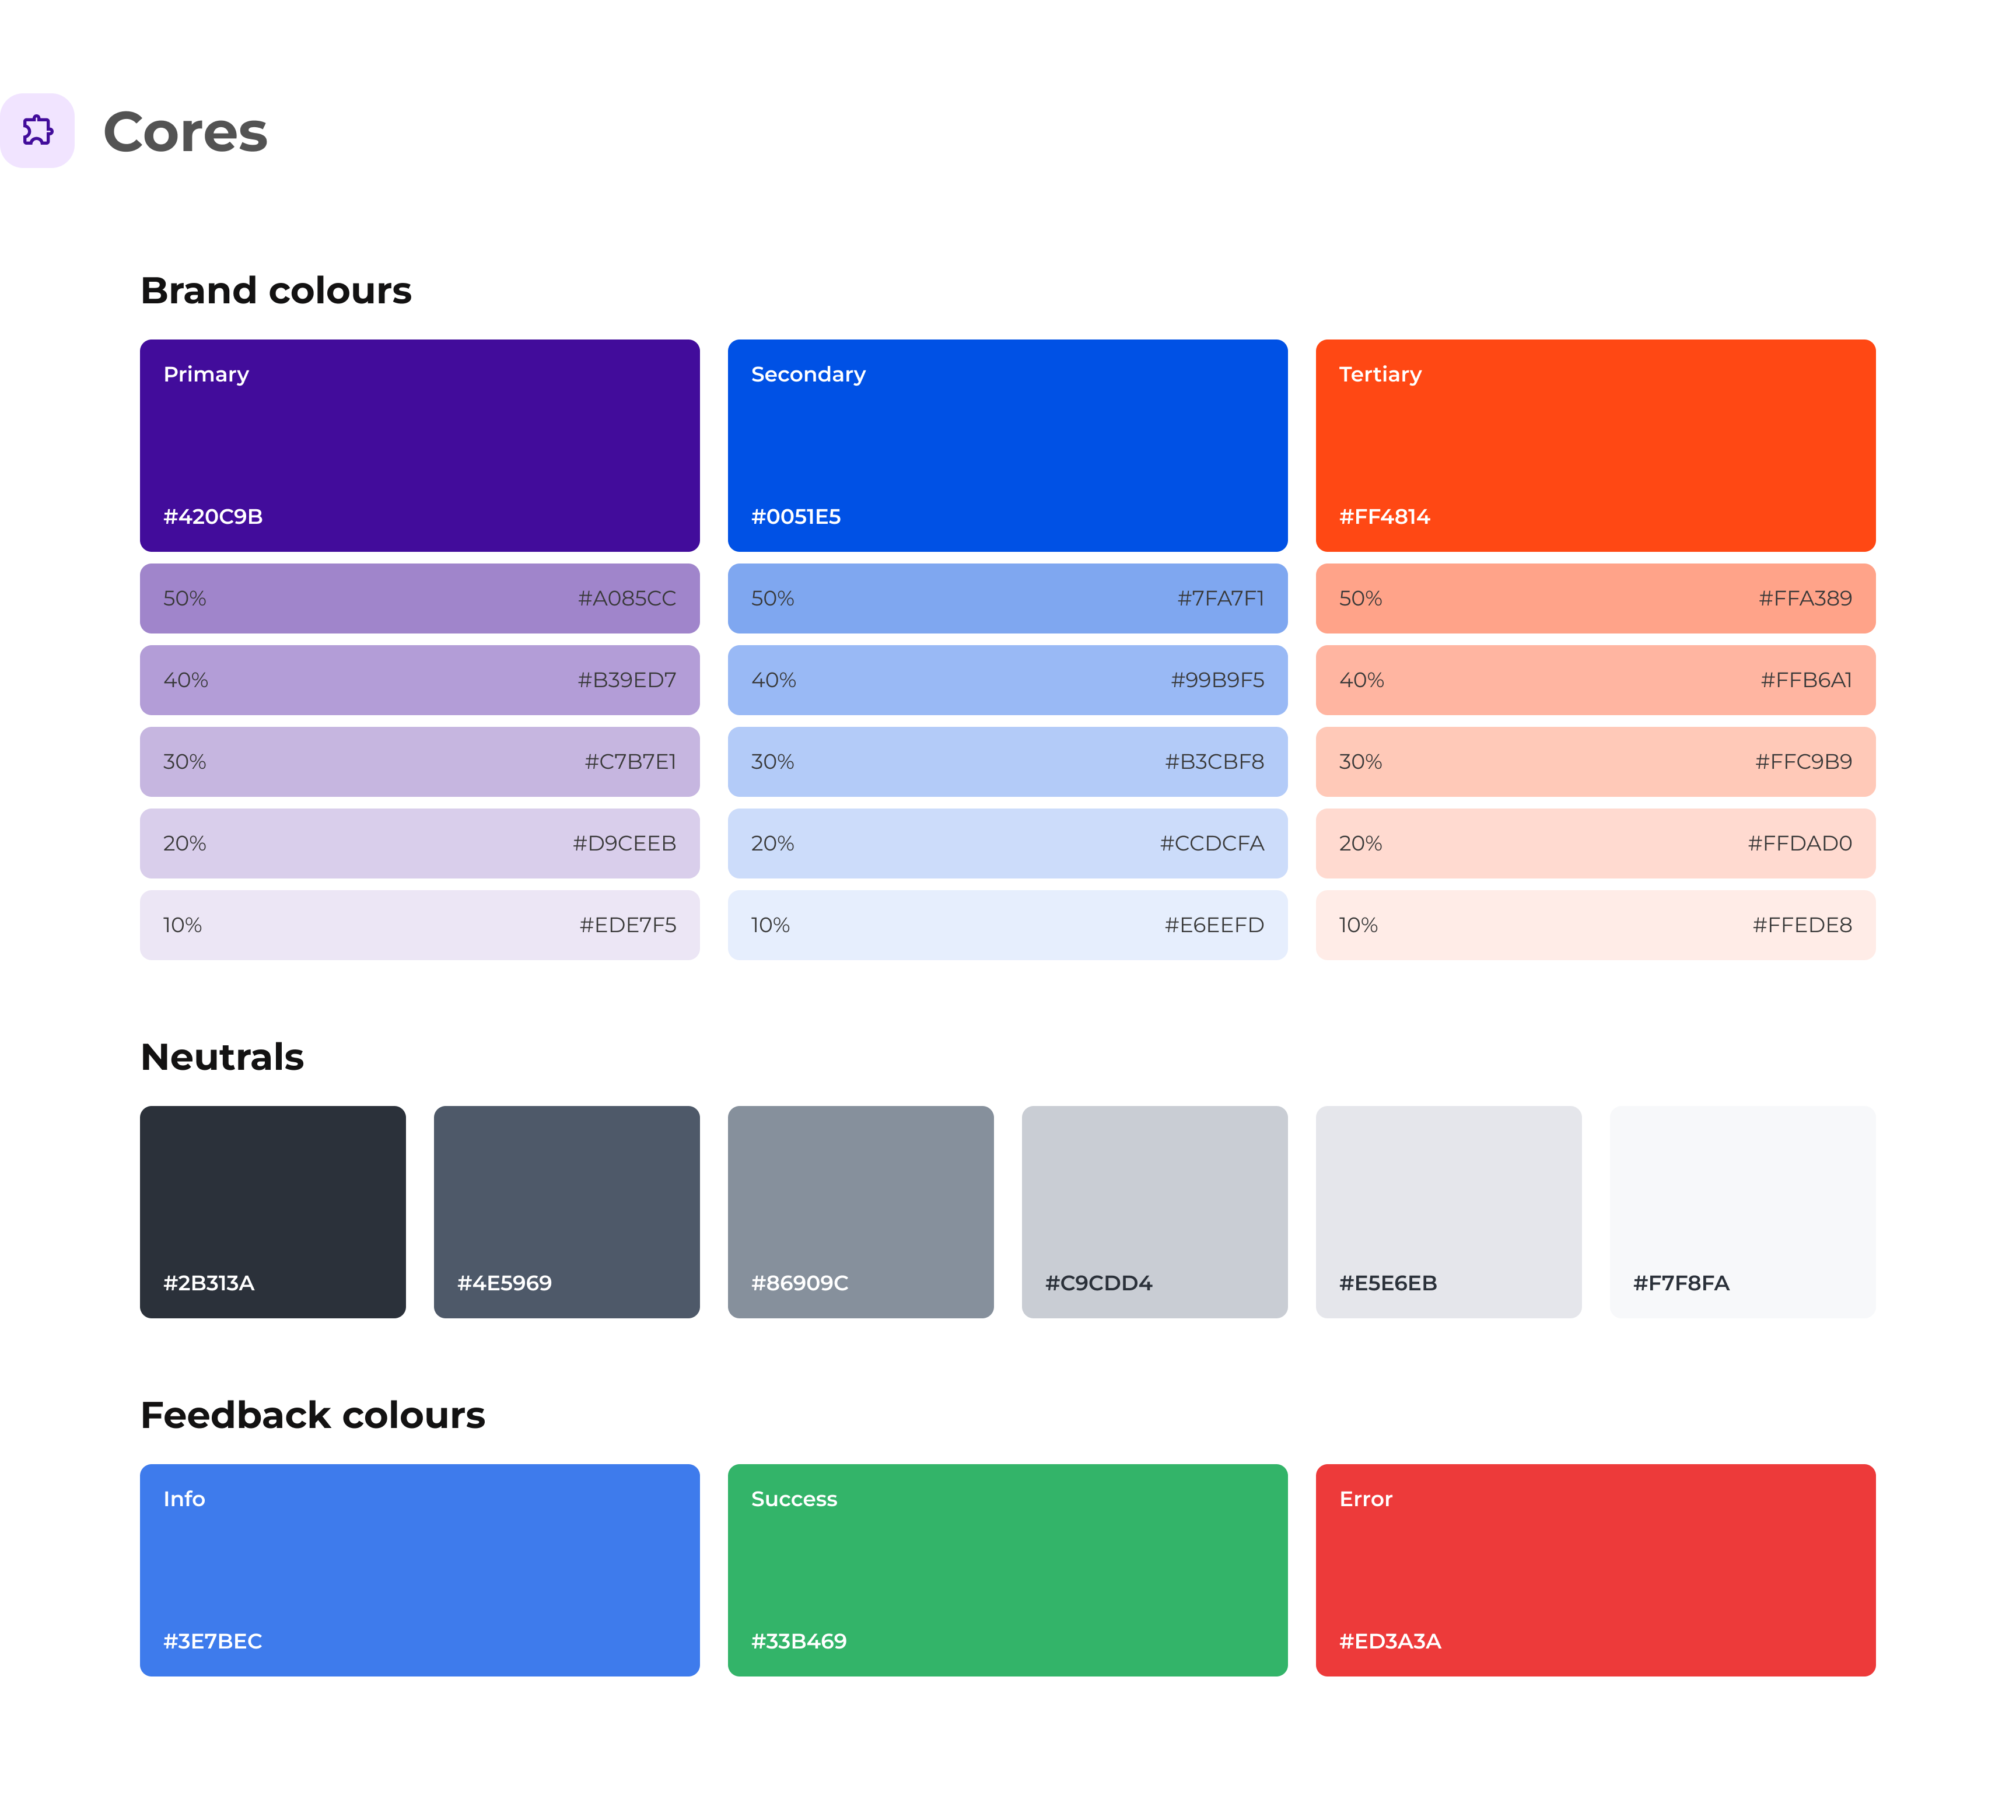 Cores
Brand colours
Primary
#420C9B
50% #A085CC
40% #B39ED7
30% #C7B7E1
20% #D9CEEB
10% #EDE7F5
Secondary
#0051E5
50% #7FA7F1
40% #99B9F5
30% #B3CBF8
20% #CCDCFA
10% #E6EEFD
Tertiary
#FF4814
50% #FFA389
40% #FFB6A1
30% #FFC9B9
20% #FFDAD0
10% #FFEDE8
Neutrals
#2B313A
#4E5969
#86909C
#C9CDD4
#E5E6EB
#F7F8FA
Feedback colours
Info
#3E7BEC
Success
#33B469
Error
#ED3A3A